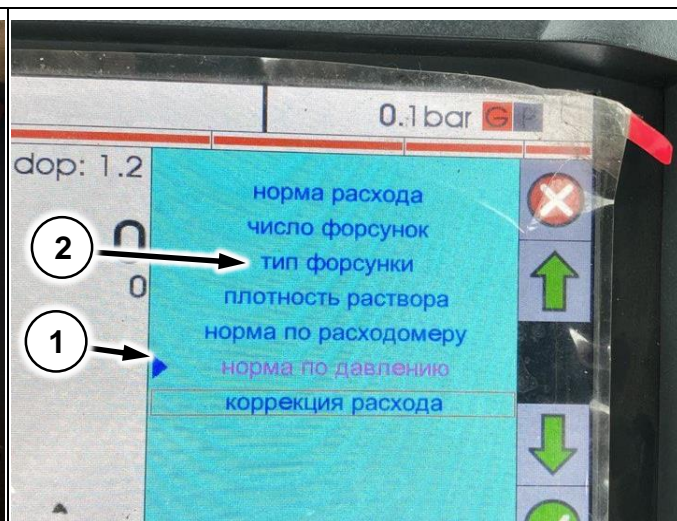 0.1bar G P
dop: 1.2
0
0
норма расхода
число форсунок
тип форсунки
плотность раствора
норма по расходомеру
норма по давлению
коррекция расхода
2
1